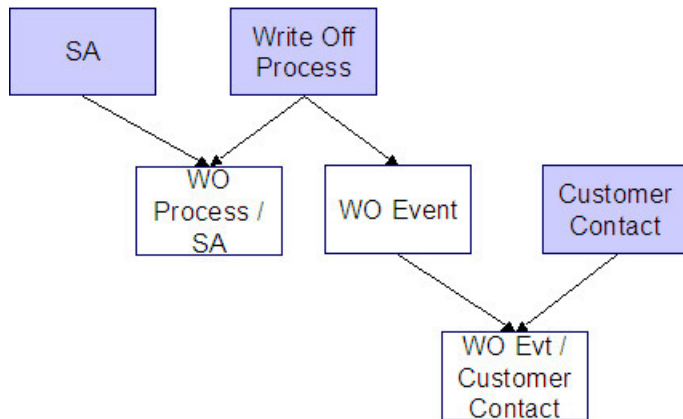 SA
Write Off
Process
WO
Process /
SA
WO Event
Customer
Contact
WO Evt /
Customer
Contact